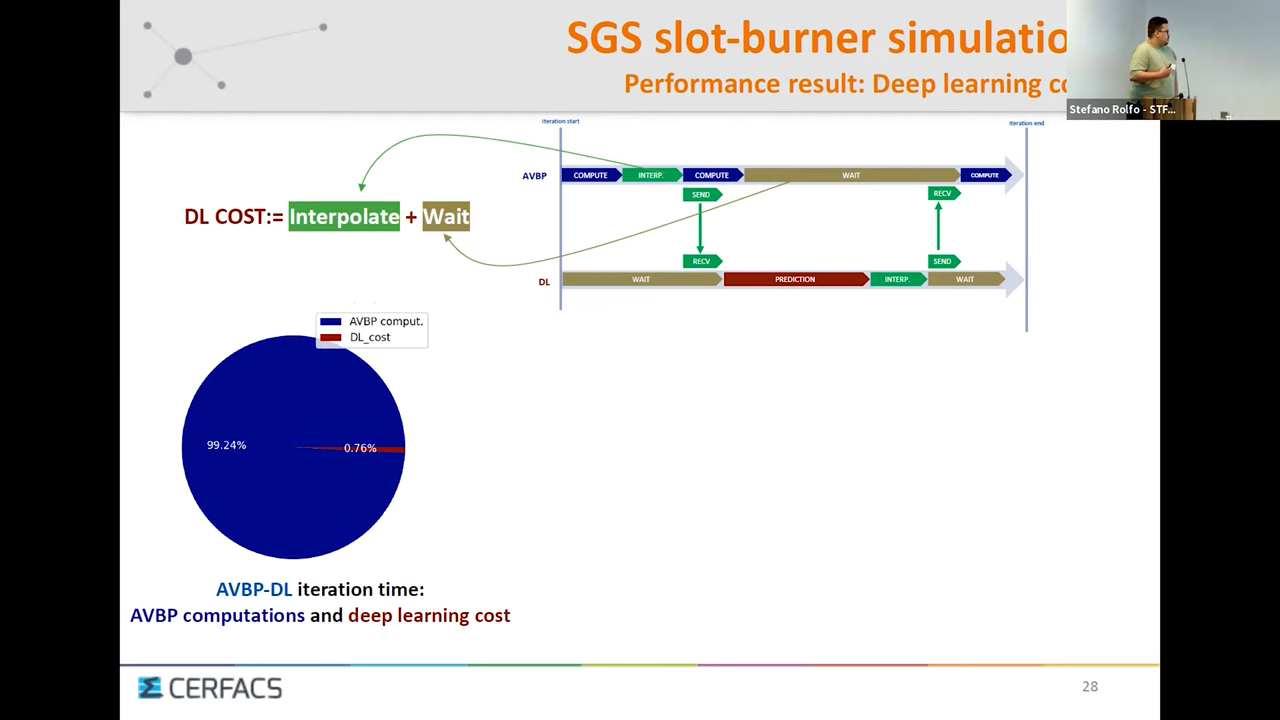 SGS slot-burner simulatio
Performance result: Deep learning co
Stefano Rolfo - STF...
Iteration start
Iteration end
AVBP
COMPUTE
INTERP.
COMPUTE
WAIT
COMPUTE
SEND
RECV
DL COST:= Interpolate + Wait
RECV
SEND
DL
WAIT
PREDICTION
INTERP.
WAIT
AVBP comput.
DL_cost
99.24%
0.76%
AVBP-DL iteration time:
AVBP computations and deep learning cost
CERFACS
28